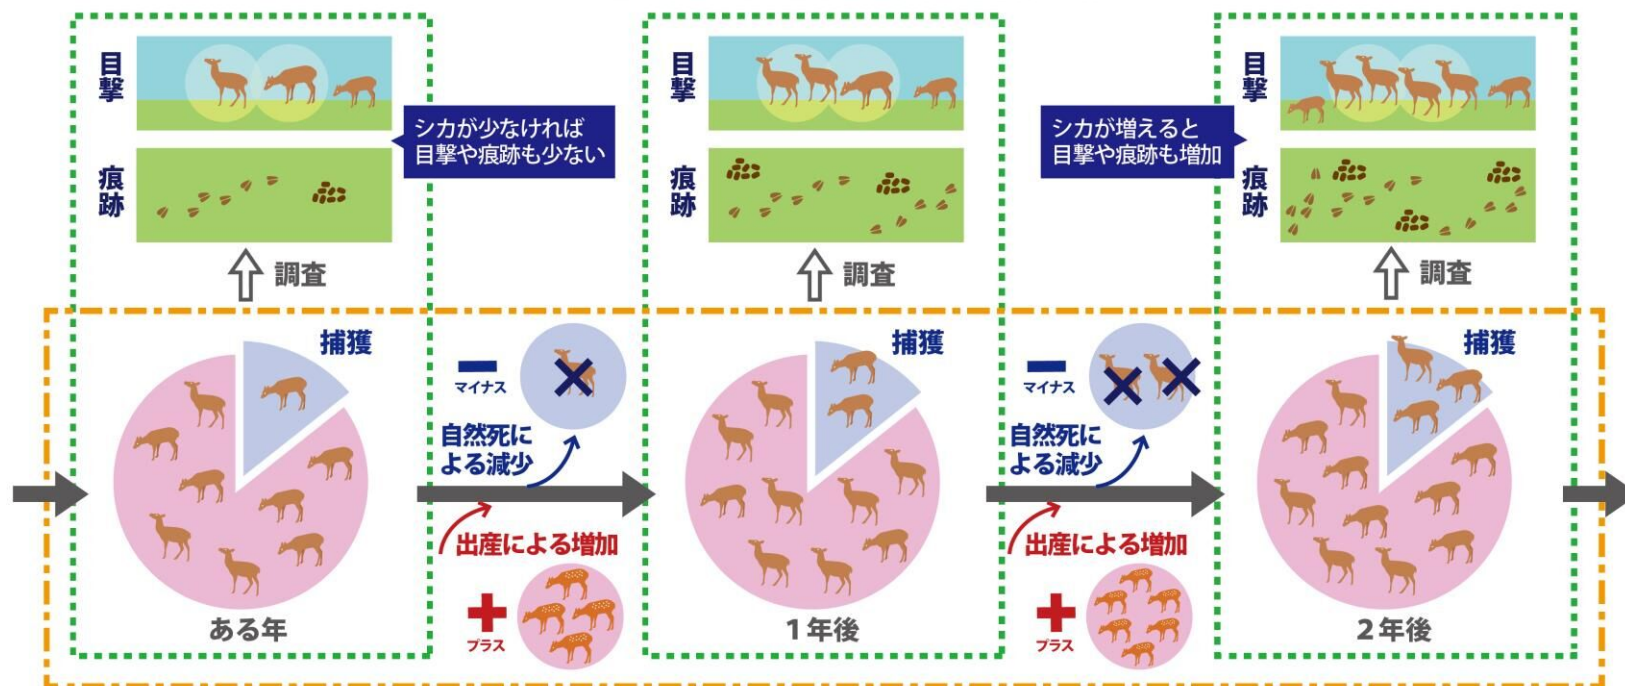 目撃
痕跡
調査
シカが少なければ
目撃や痕跡も少ない
捕獲
ある年
マイナス
自然死に
よる減少
出産による増加
プラス
目撃
痕跡
調査
捕獲
1年後
シカが増えると
目撃や痕跡も増加
マイナス
自然死に
よる減少
出産による増加
プラス
目撃
痕跡
調査
捕獲
2年後